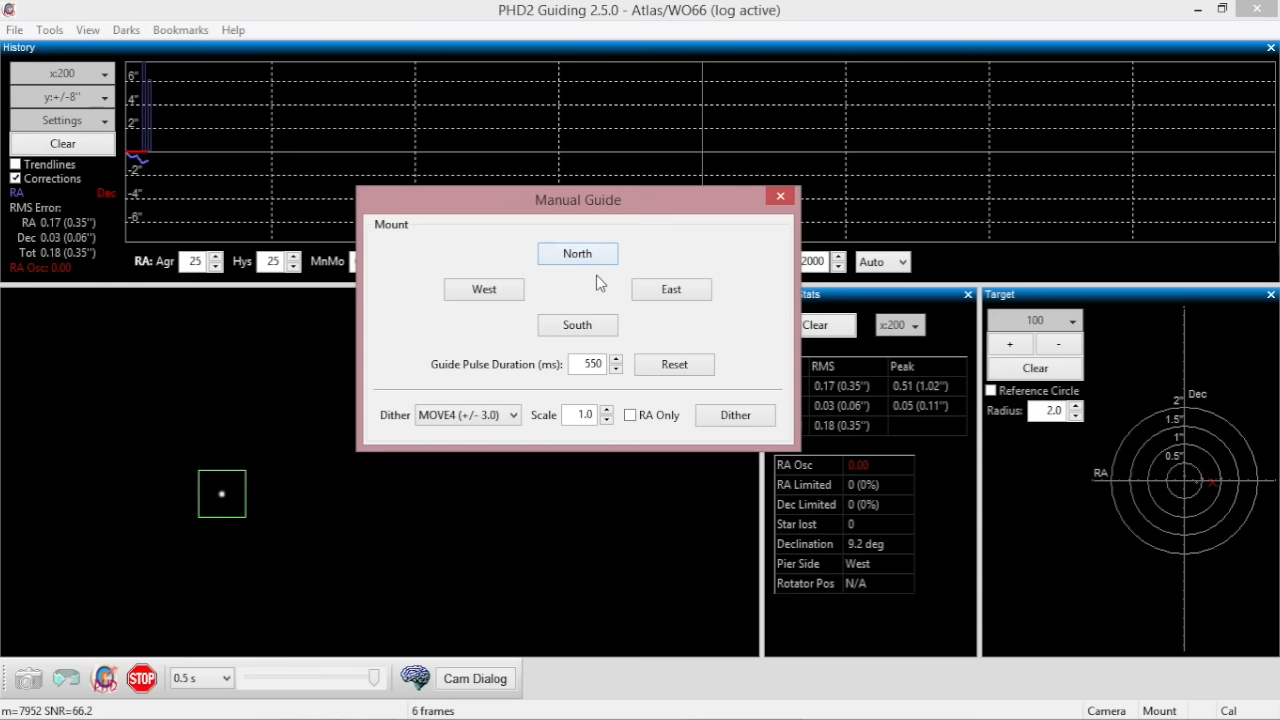 PHD2 Guiding 2.5.0 - Atlas/WO66 (log active)
File Tools View Darks Bookmarks Help
History
x:200
y:+/-8"
Settings
Clear
Trendlines
Corrections
RA Dec
RMS Error:
RA 0.17 (0.35")
Dec 0.03 (0.06")
Tot 0.18 (0.35")
RA Osc: 0.00
6"
4"
2"
-2"
-4"
-6"
RA: Agr 25 Hys 25 MnMo 2000 Auto
Manual Guide
Mount
North
West East
South
Guide Pulse Duration (ms): 550 Reset
Dither MOVE4 (+/- 3.0) Scale 1.0 RA Only Dither
Stats
Clear x:200
RMS Peak
0.17 (0.35") 0.51 (1.02")
0.03 (0.06") 0.05 (0.11")
0.18 (0.35")
RA Osc 0.00
RA Limited 0 (0%)
Dec Limited 0 (0%)
Star lost 0
Declination 9.2 deg
Pier Side West
Rotator Pos N/A
Target
100
+ -
Clear
Reference Circle
Radius: 2.0
Dec
2"
1.5"
1"
0.5"
RA
STOP
0.5 s
Cam Dialog
m=7952 SNR=66.2 6 frames Camera Mount Cal